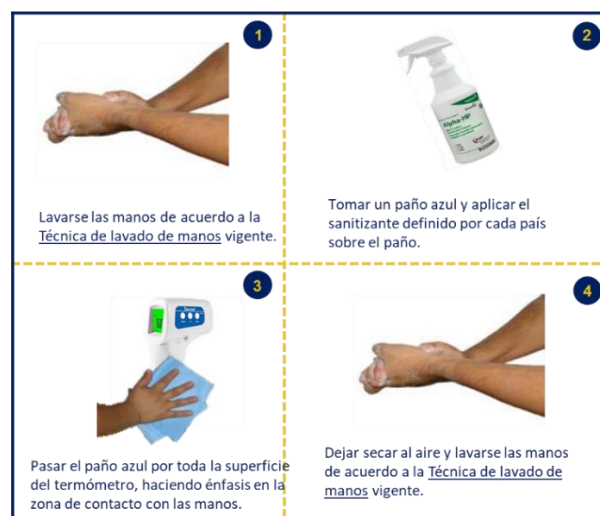 1
Lavarse las manos de acuerdo a la
Técnica de lavado de manos vigente.
2
Alpha-HP
Tomar un paño azul y aplicar el
sanitizante definido por cada país
sobre el paño.
3
Pasar el paño azul por toda la superficie
del termómetro, haciendo énfasis en la
zona de contacto con las manos.
4
Dejar secar al aire y lavarse las manos
de acuerdo a la Técnica de lavado de
manos vigente.